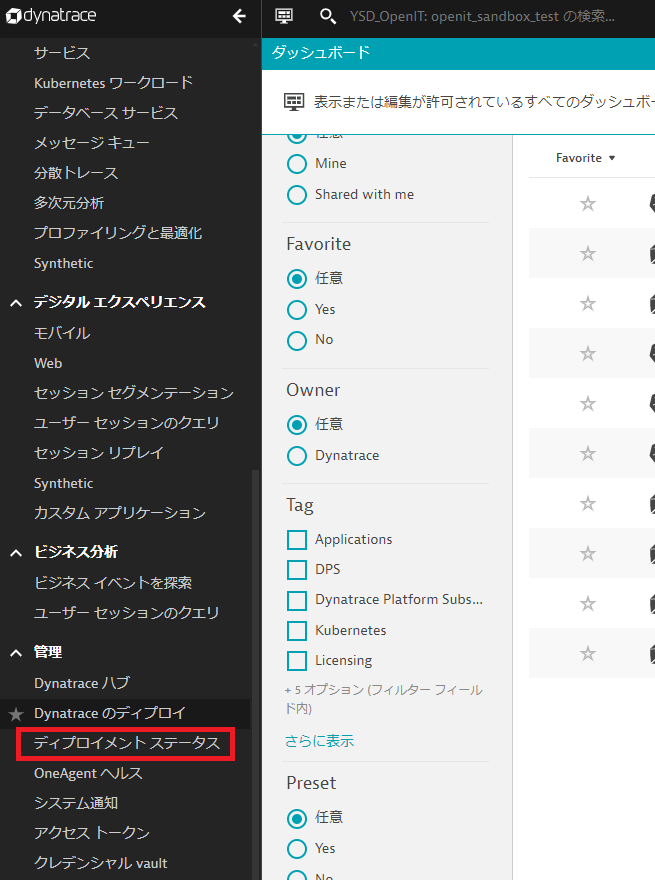 dynatrace
YSD_OpenIT: openit_sandbox_test の検索...
サービス
Kubernetes ワークロード
データベース サービス
メッセージ キュー
分散トレース
多次元分析
プロファイリングと最適化
Synthetic
デジタル エクスペリエンス
モバイル
Web
セッション セグメンテーション
ユーザー セッションのクエリ
セッション リプレイ
Synthetic
カスタム アプリケーション
ビジネス分析
ビジネス イベントを探索
ユーザー セッションのクエリ
管理
Dynatrace ハブ
Dynatrace のディプロイ
ディプロイメント ステータス
OneAgent ヘルス
システム通知
アクセス トークン
クレデンシャル vault
ダッシュボード
表示または編集が許可されているすべてのダッシュボー
任意
Mine
Shared with me
Favorite
任意
Yes
No
Owner
任意
Dynatrace
Tag
Applications
DPS
Dynatrace Platform Subs...
Kubernetes
Licensing
+ 5 オプション (フィルター フィール
ド内)
さらに表示
Preset
任意
Yes
No
Favorite